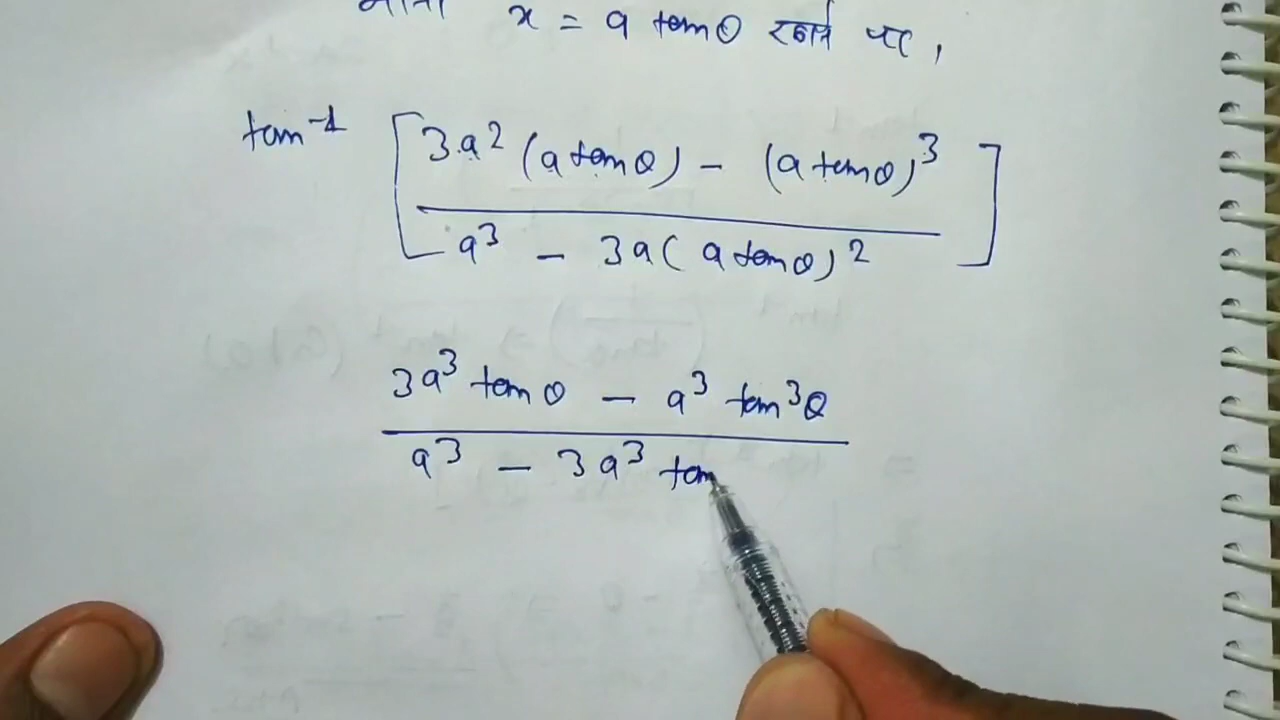 माना x = a tanθ रखने पर,
tan⁻¹ [ 3a² (a tanθ) − (a tanθ)³
a³ − 3a( a tanθ)² ]
3a³ tanθ − a³ tan³θ
a³ − 3a³ tan